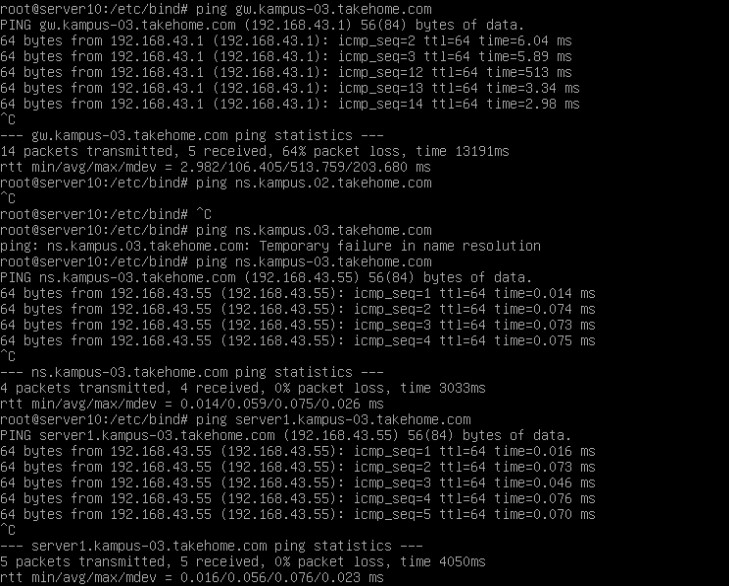 root@server10:/etc/bind# ping gw.kampus-03.takehome.com
PING gw.kampus-03.takehome.com (192.168.43.1) 56(84) bytes of data.
64 bytes from 192.168.43.1 (192.168.43.1): icmp_seq=2 ttl=64 time=6.04 ms
64 bytes from 192.168.43.1 (192.168.43.1): icmp_seq=3 ttl=64 time=5.89 ms
64 bytes from 192.168.43.1 (192.168.43.1): icmp_seq=12 ttl=64 time=513 ms
64 bytes from 192.168.43.1 (192.168.43.1): icmp_seq=13 ttl=64 time=3.34 ms
64 bytes from 192.168.43.1 (192.168.43.1): icmp_seq=14 ttl=64 time=2.98 ms
^C
--- gw.kampus-03.takehome.com ping statistics ---
14 packets transmitted, 5 received, 64% packet loss, time 13191ms
rtt min/avg/max/mdev = 2.982/106.405/513.759/203.680 ms
root@server10:/etc/bind# ping ns.kampus.02.takehome.com
^C
root@server10:/etc/bind# ^C
root@server10:/etc/bind# ping ns.kampus.03.takehome.com
ping: ns.kampus.03.takehome.com: Temporary failure in name resolution
root@server10:/etc/bind# ping ns.kampus-03.takehome.com
PING ns.kampus-03.takehome.com (192.168.43.55) 56(84) bytes of data.
64 bytes from 192.168.43.55 (192.168.43.55): icmp_seq=1 ttl=64 time=0.014 ms
64 bytes from 192.168.43.55 (192.168.43.55): icmp_seq=2 ttl=64 time=0.074 ms
64 bytes from 192.168.43.55 (192.168.43.55): icmp_seq=3 ttl=64 time=0.073 ms
64 bytes from 192.168.43.55 (192.168.43.55): icmp_seq=4 ttl=64 time=0.075 ms
^C
--- ns.kampus-03.takehome.com ping statistics ---
4 packets transmitted, 4 received, 0% packet loss, time 3033ms
rtt min/avg/max/mdev = 0.014/0.059/0.075/0.026 ms
root@server10:/etc/bind# ping server1.kampus-03.takehome.com
PING server1.kampus-03.takehome.com (192.168.43.55) 56(84) bytes of data.
64 bytes from 192.168.43.55 (192.168.43.55): icmp_seq=1 ttl=64 time=0.016 ms
64 bytes from 192.168.43.55 (192.168.43.55): icmp_seq=2 ttl=64 time=0.073 ms
64 bytes from 192.168.43.55 (192.168.43.55): icmp_seq=3 ttl=64 time=0.046 ms
64 bytes from 192.168.43.55 (192.168.43.55): icmp_seq=4 ttl=64 time=0.076 ms
64 bytes from 192.168.43.55 (192.168.43.55): icmp_seq=5 ttl=64 time=0.070 ms
^C
--- server1.kampus-03.takehome.com ping statistics ---
5 packets transmitted, 5 received, 0% packet loss, time 4050ms
rtt min/avg/max/mdev = 0.016/0.056/0.076/0.023 ms